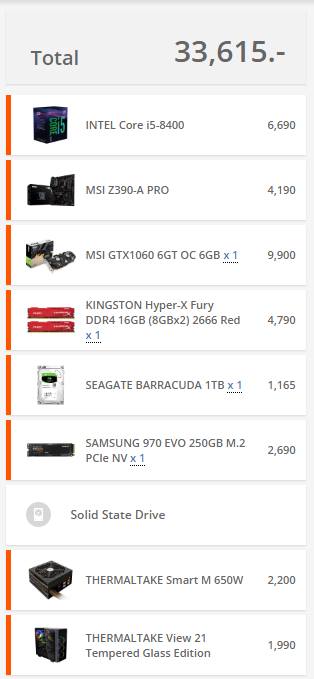 Total 33,615.-
INTEL Core i5-8400 6,690
MSI Z390-A PRO 4,190
MSI GTX1060 6GT OC 6GB x 1 9,900
KINGSTON Hyper-X Fury
DDR4 16GB (8GBx2) 2666 Red 4,790
x 1
SEAGATE BARRACUDA 1TB x 1 1,165
SAMSUNG 970 EVO 250GB M.2
PCIe NV x 1 2,690
Solid State Drive
THERMALTAKE Smart M 650W 2,200
THERMALTAKE View 21
Tempered Glass Edition 1,990